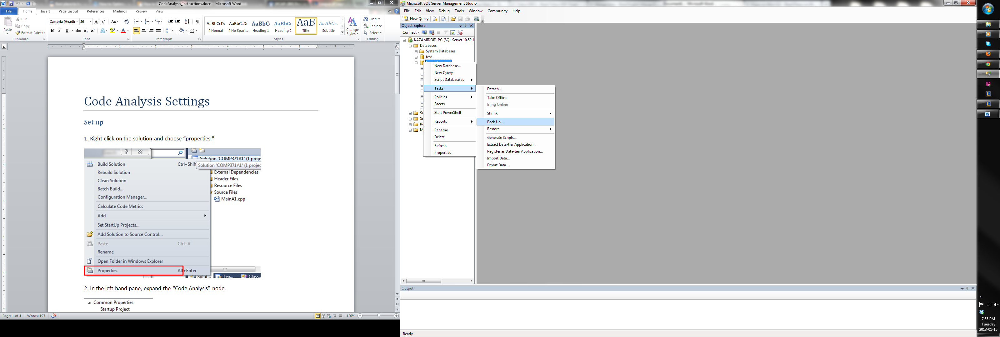 CodeAnalysis_Instructions.docx - Microsoft Word
File Home Insert Page Layout References Mailings Review View
Paste
Cut
Copy
Format Painter
Clipboard
Cambria (Headi 26
Font
Paragraph
AaBbCcDc AaBbCcDc AaBbC AaBbCc AaB AaBbCc.
¶ Normal ¶ No Spaci... Heading 1 Heading 2 Title Subtitle
Change Styles
Styles
Find
Replace
Select
Editing
Code Analysis Settings
Set up
1. Right click on the solution and choose “properties.”
Solution 'COMP371A1' (1 proje
Build Solution Ctrl+Shif
Solution 'COMP371A1' (1 projec
Rebuild Solution
External Dependencies
Clean Solution
Header Files
Batch Build...
Resource Files
Configuration Manager...
Source Files
MainA1.cpp
Calculate Code Metrics
Add
Set StartUp Projects...
Add Solution to Source Control...
Paste Ctrl+V
Rename
Open Folder in Windows Explorer
Properties Alt+Enter
Solut... Tea... Class
2. In the left hand pane, expand the “Code Analysis” node.
Common Properties
Startup Project
Page: 1 of 4 Words: 193 120%
Microsoft SQL Server Management Studio
File Edit View Debug Tools Window Community Help
New Query
Object Explorer
Connect
KAZAMIDORI-PC (SQL Server 10.50.1
Databases
System Databases
test
Se
Se
Re
M
New Database...
New Query
Script Database as
Tasks
Policies
Facets
Start PowerShell
Reports
Rename
Delete
Refresh
Properties
Detach...
Take Offline
Bring Online
Shrink
Back Up...
Restore
Generate Scripts...
Extract Data-tier Application...
Register as Data-tier Application...
Import Data...
Export Data...
Output
Ready
7:55 PM
Tuesday
2013-01-15